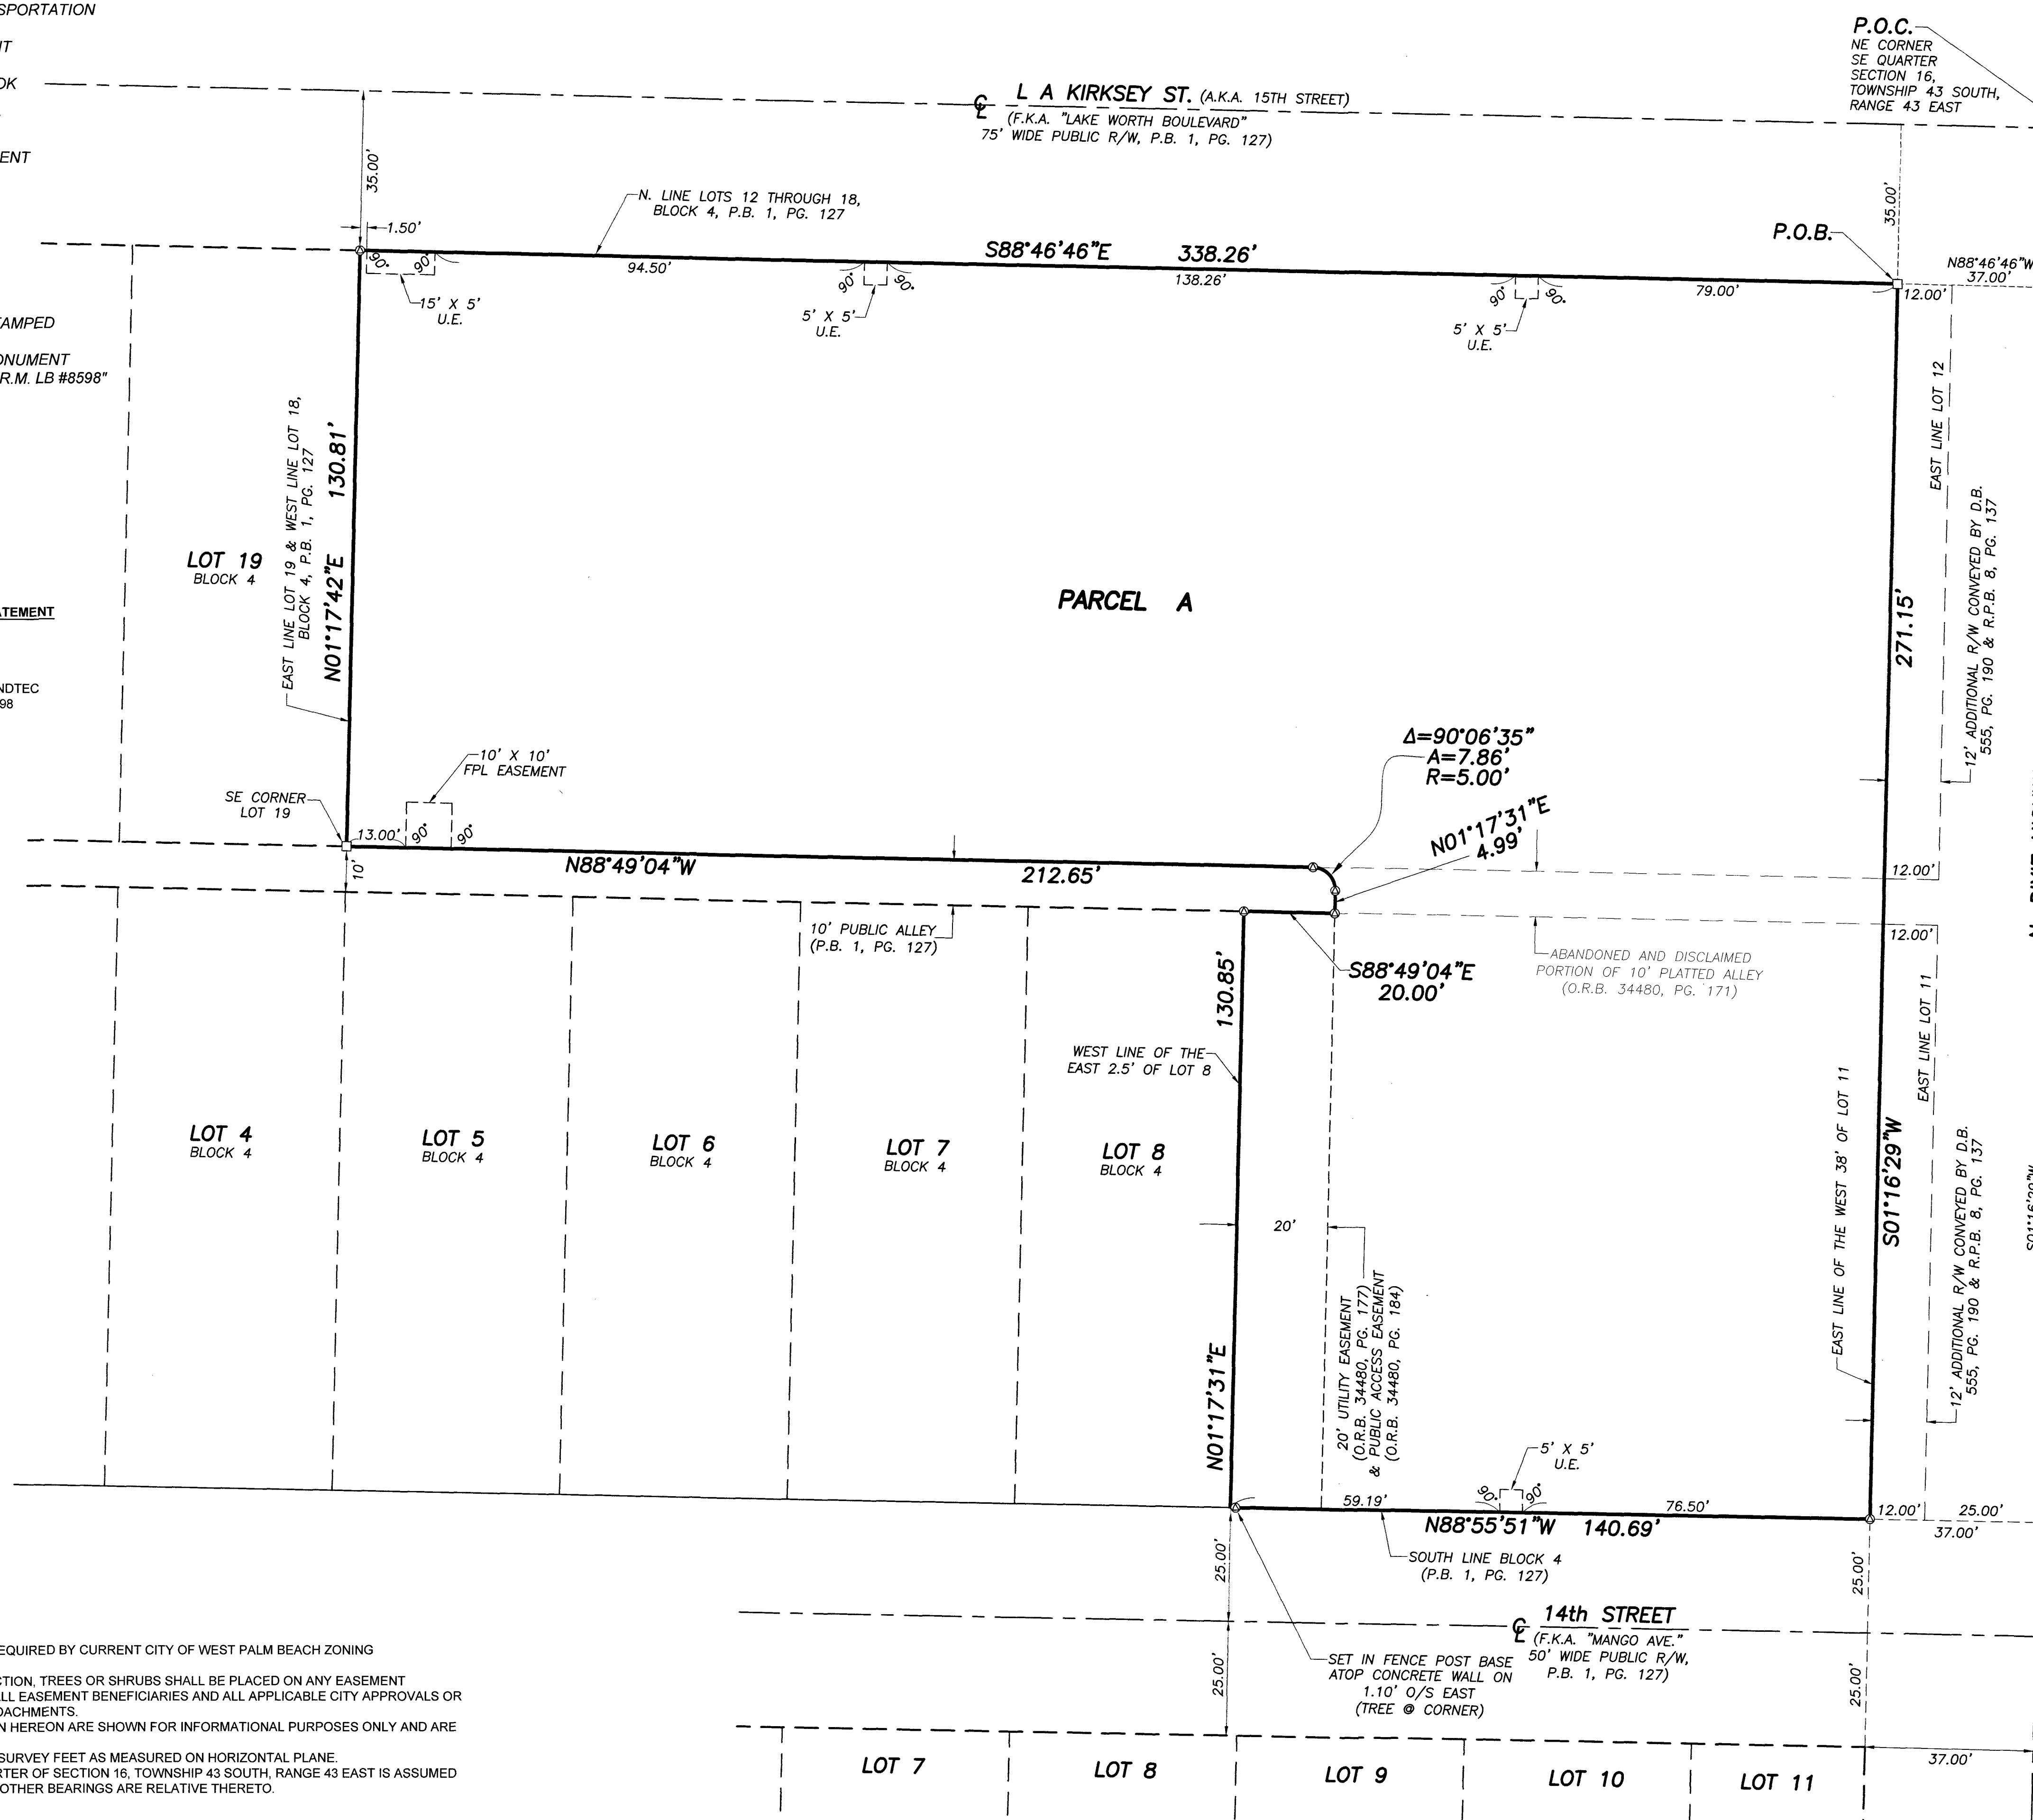 SPORTATION
P.O.C.
NE CORNER
SE QUARTER
SECTION 16,
TOWNSHIP 43 SOUTH,
RANGE 43 EAST
L A KIRKSEY ST. (A.K.A. 15TH STREET)
(F.K.A. "LAKE WORTH BOULEVARD"
75' WIDE PUBLIC R/W, P.B. 1, PG. 127)
35.00'
35.00'
N. LINE LOTS 12 THROUGH 18,
BLOCK 4, P.B. 1, PG. 127
1.50'
S88°46'46"E 338.26'
P.O.B.
N88°46'46"W
37.00'
12.00'
90°
90°
94.50'
90°
90°
138.26'
90°
90°
79.00'
15' X 5'
U.E.
5' X 5'
U.E.
5' X 5'
U.E.
TAMPED
ONUMENT
R.M. LB #8598"
EAST LINE LOT 19 & WEST LINE LOT 18,
BLOCK 4, P.B. 1, PG. 127
N01°17'42"E 130.81'
LOT 19
BLOCK 4
PARCEL A
EAST LINE LOT 12
12' ADDITIONAL R/W CONVEYED BY D.B.
555, PG. 190 & R.P.B. 8, PG. 137
271.15'
ATEMENT
NDTEC
98
Δ=90°06'35"
A=7.86'
R=5.00'
10' X 10'
FPL EASEMENT
SE CORNER
LOT 19
13.00'
90°
90°
N01°17'31"E
4.99'
10'
N88°49'04"W
212.65'
12.00'
12.00'
10' PUBLIC ALLEY
(P.B. 1, PG. 127)
S88°49'04"E
20.00'
ABANDONED AND DISCLAIMED
PORTION OF 10' PLATTED ALLEY
(O.R.B. 34480, PG. 171)
130.85'
WEST LINE OF THE
EAST 2.5' OF LOT 8
EAST LINE LOT 11
EAST LINE OF THE WEST 38' OF LOT 11
S01°16'29"W
12' ADDITIONAL R/W CONVEYED BY D.B.
555, PG. 190 & R.P.B. 8, PG. 137
LOT 4
BLOCK 4
LOT 5
BLOCK 4
LOT 6
BLOCK 4
LOT 7
BLOCK 4
LOT 8
BLOCK 4
20'
20' UTILITY EASEMENT
(O.R.B. 34480, PG. 177)
& PUBLIC ACCESS EASEMENT
(O.R.B. 34480, PG. 184)
N01°17'31"E
5' X 5'
U.E.
90°
90°
59.19'
76.50'
12.00'
25.00'
37.00'
N88°55'51"W 140.69'
SOUTH LINE BLOCK 4
(P.B. 1, PG. 127)
25.00'
25.00'
14th STREET
(F.K.A. "MANGO AVE."
50' WIDE PUBLIC R/W,
P.B. 1, PG. 127)
SET IN FENCE POST BASE
ATOP CONCRETE WALL ON
1.10' O/S EAST
(TREE @ CORNER)
25.00'
25.00'
EQUIRED BY CURRENT CITY OF WEST PALM BEACH ZONING
CTION, TREES OR SHRUBS SHALL BE PLACED ON ANY EASEMENT
ALL EASEMENT BENEFICIARIES AND ALL APPLICABLE CITY APPROVALS OR
OACHMENTS.
N HEREON ARE SHOWN FOR INFORMATIONAL PURPOSES ONLY AND ARE
SURVEY FEET AS MEASURED ON HORIZONTAL PLANE.
RTER OF SECTION 16, TOWNSHIP 43 SOUTH, RANGE 43 EAST IS ASSUMED
OTHER BEARINGS ARE RELATIVE THERETO.
LOT 7
LOT 8
LOT 9
LOT 10
LOT 11
37.00'